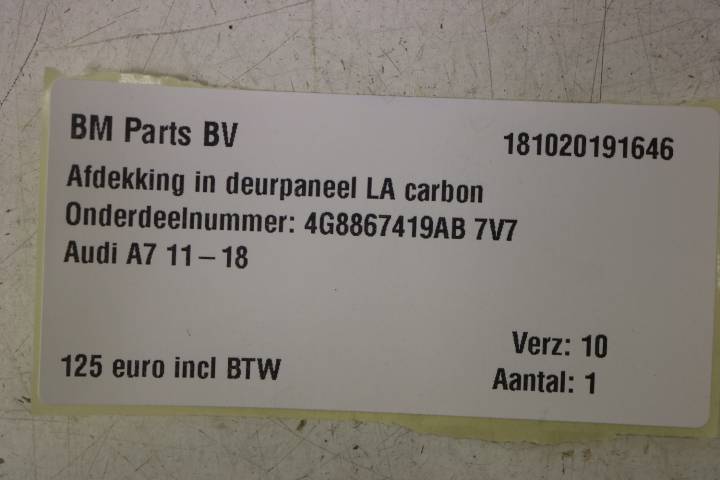 BM Parts BV 181020191646
Afdekking in deurpaneel LA carbon
Onderdeelnummer: 4G8867419AB 7V7
Audi A7 11 – 18
Verz: 10
125 euro incl BTW Aantal: 1